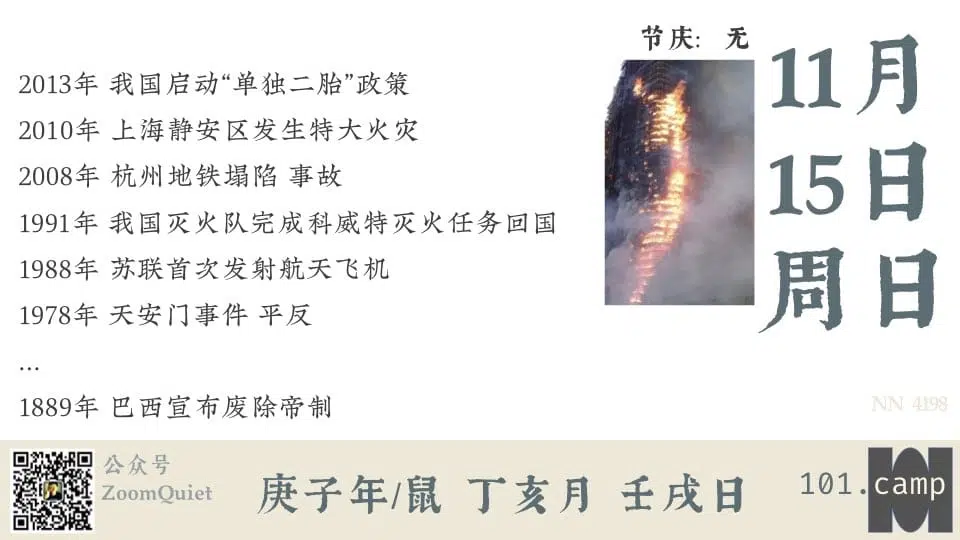 节庆: 无
11月
15日
周日
2013年 我国启动“单独二胎”政策
2010年 上海静安区发生特大火灾
2008年 杭州地铁塌陷 事故
1991年 我国灭火队完成科威特灭火任务回国
1988年 苏联首次发射航天飞机
1978年 天安门事件 平反
...
1889年 巴西宣布废除帝制
NN 4198
公众号
ZoomQuiet
庚子年/鼠 丁亥月 壬戌日
101.camp